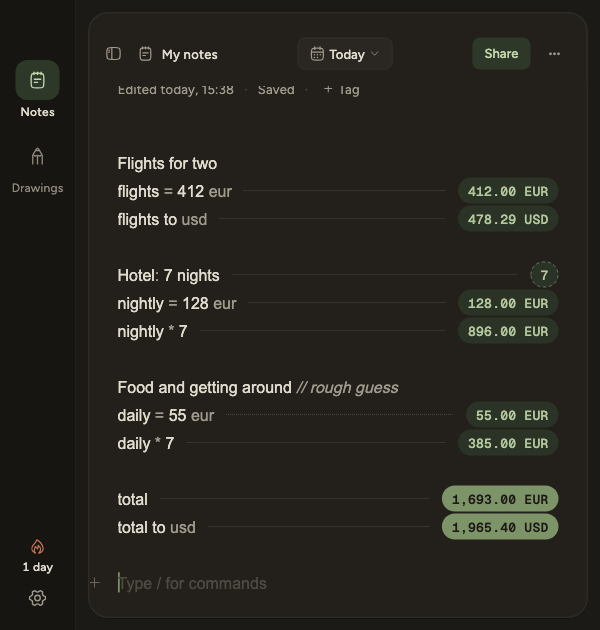 My notes
Today
Share
Notes
Drawings
Edited today, 15:38 · Saved · + Tag
Flights for two
flights = 412 eur 412.00 EUR
flights to usd 478.29 USD
Hotel: 7 nights 7
nightly = 128 eur 128.00 EUR
nightly * 7 896.00 EUR
Food and getting around // rough guess
daily = 55 eur 55.00 EUR
daily * 7 385.00 EUR
total 1,693.00 EUR
total to usd 1,965.40 USD
Type / for commands
1 day